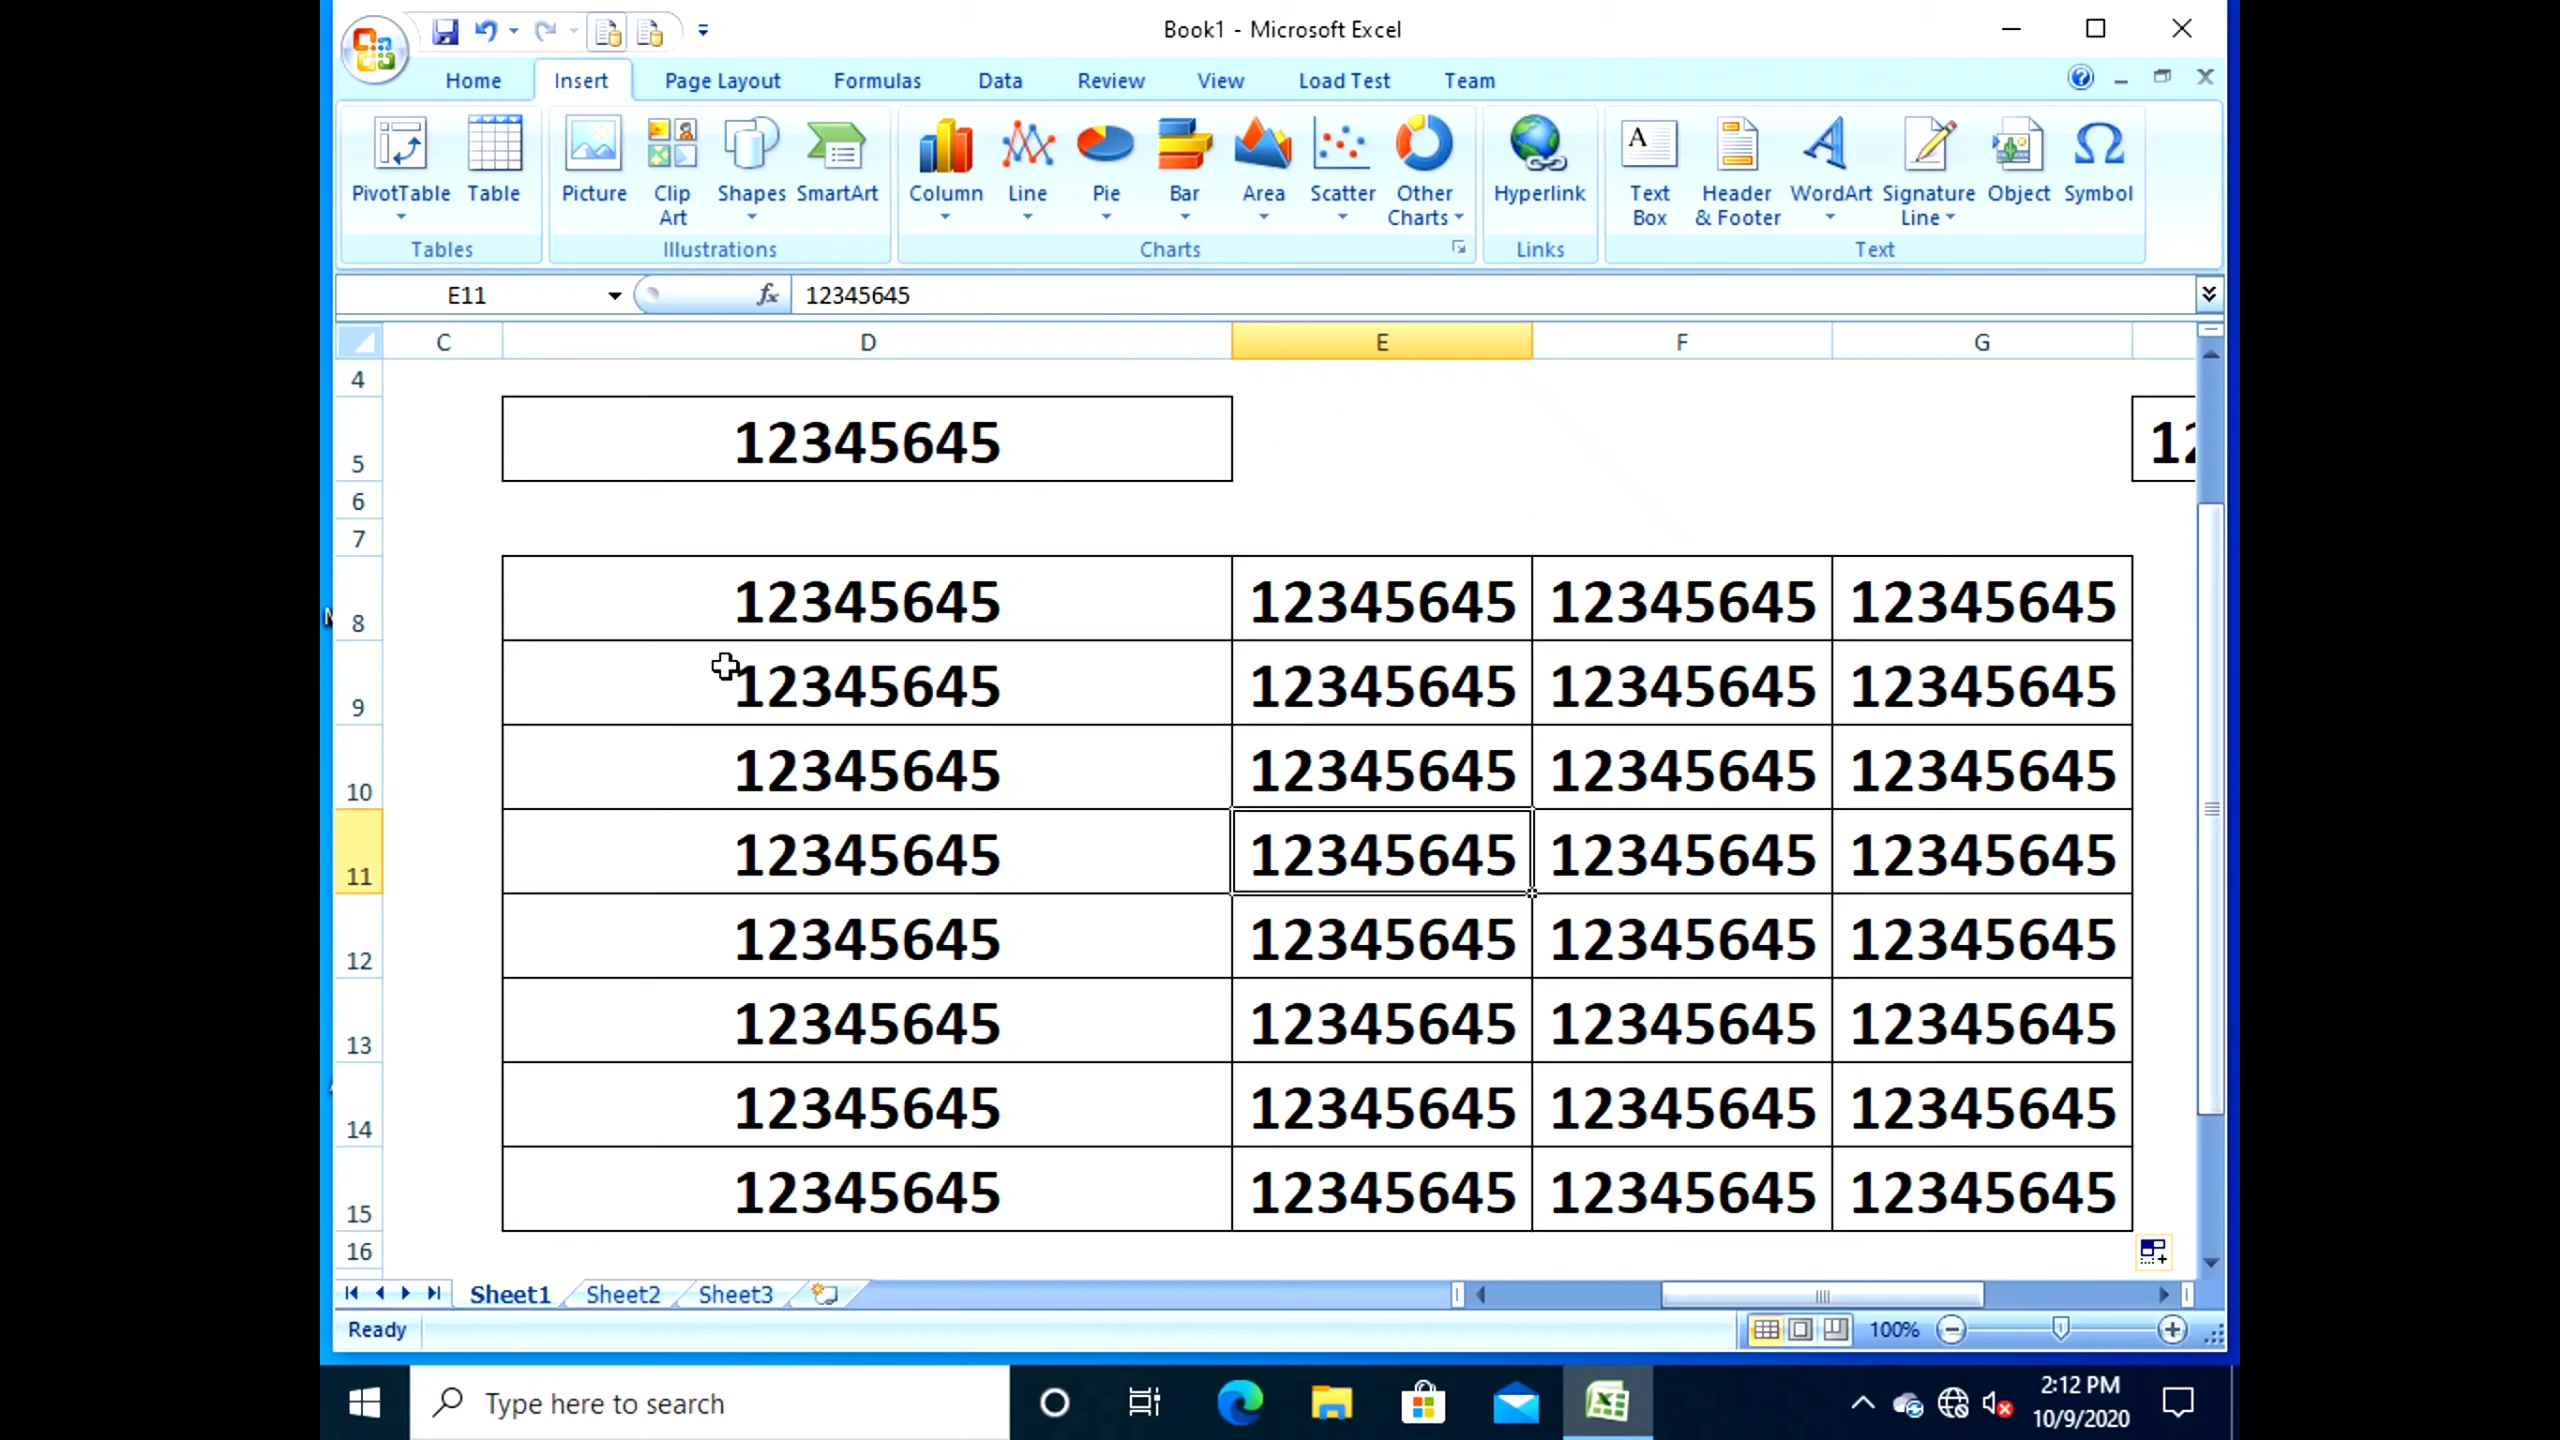 Book1 - Microsoft Excel
Home Insert Page Layout Formulas Data Review View Load Test Team
PivotTable Table Picture Clip Art Shapes SmartArt Column Line Pie Bar Area Scatter Other Charts Hyperlink Text Box Header & Footer WordArt Signature Line Object Symbol
Tables Illustrations Charts Links Text
E11 fx 12345645
C D E F G
4
5 12345645 12
6
7
8 12345645 12345645 12345645 12345645
9 12345645 12345645 12345645 12345645
10 12345645 12345645 12345645 12345645
11 12345645 12345645 12345645 12345645
12 12345645 12345645 12345645 12345645
13 12345645 12345645 12345645 12345645
14 12345645 12345645 12345645 12345645
15 12345645 12345645 12345645 12345645
16
Sheet1 Sheet2 Sheet3
Ready 100%
Type here to search 2:12 PM
10/9/2020